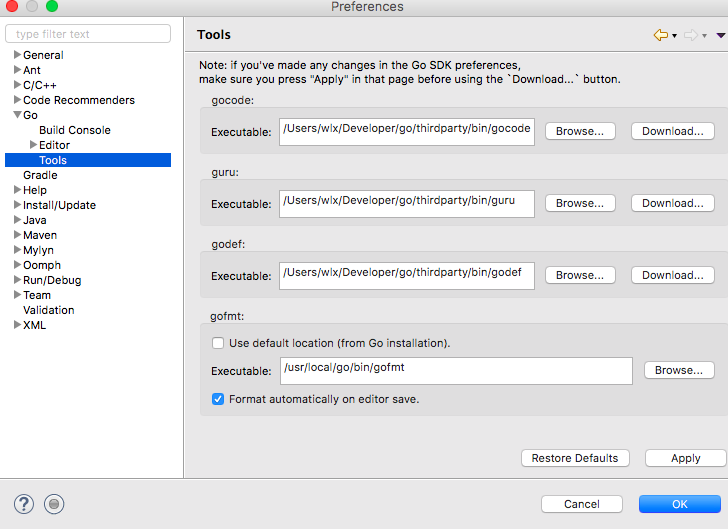 Preferences
type filter text
General
Ant
C/C++
Code Recommenders
Go
Build Console
Editor
Tools
Gradle
Help
Install/Update
Java
Maven
Mylyn
Oomph
Run/Debug
Team
Validation
XML
Tools
Note: if you've made any changes in the Go SDK preferences,
make sure you press "Apply" in that page before using the `Download...` button.
gocode:
Executable: /Users/wlx/Developer/go/thirdparty/bin/gocode Browse... Download...
guru:
Executable: /Users/wlx/Developer/go/thirdparty/bin/guru Browse... Download...
godef:
Executable: /Users/wlx/Developer/go/thirdparty/bin/godef Browse... Download...
gofmt:
Use default location (from Go installation).
Executable: /usr/local/go/bin/gofmt Browse...
Format automatically on editor save.
Restore Defaults Apply
? Cancel OK